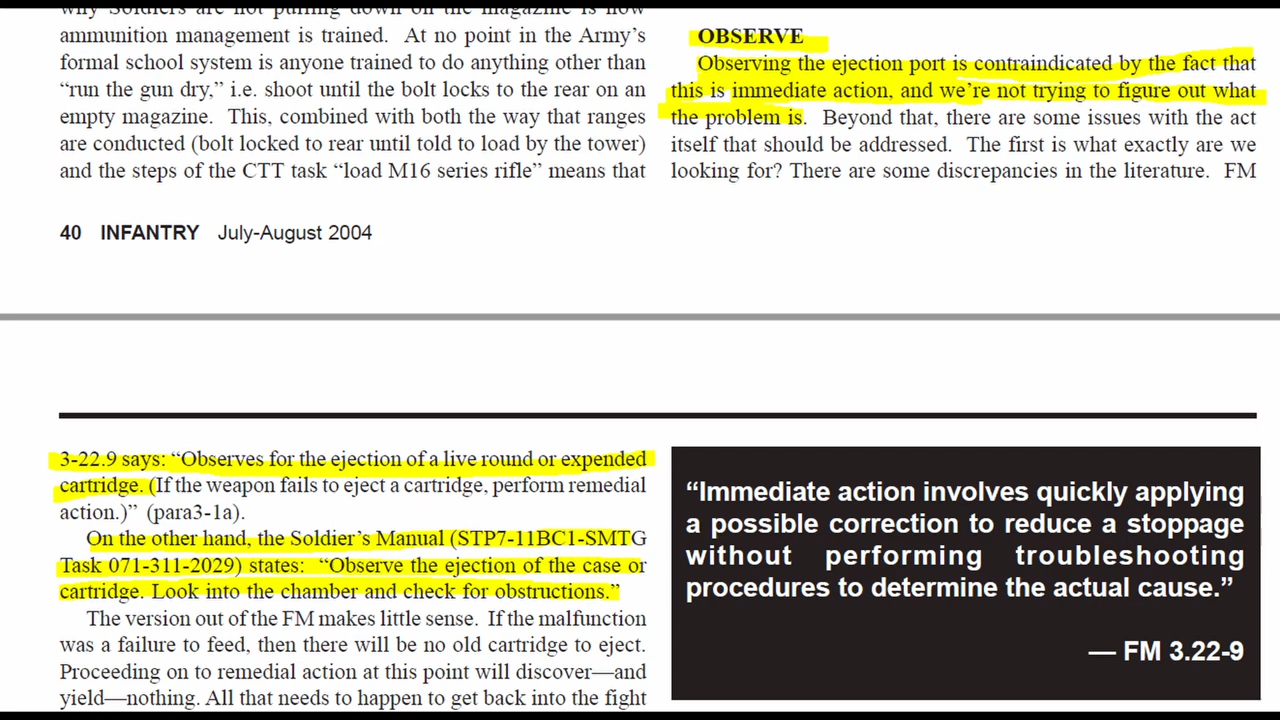 why Soldiers are not pulling down on the magazine is how
ammunition management is trained.  At no point in the Army’s
formal school system is anyone trained to do anything other than
“run the gun dry,” i.e. shoot until the bolt locks to the rear on an
empty magazine.  This, combined with both the way that ranges
are conducted (bolt locked to rear until told to load by the tower)
and the steps of the CTT task “load M16 series rifle” means that
40 INFANTRY July-August 2004
OBSERVE
Observing the ejection port is contraindicated by the fact that
this is immediate action, and we’re not trying to figure out what
the problem is.  Beyond that, there are some issues with the act
itself that should be addressed.  The first is what exactly are we
looking for? There are some discrepancies in the literature.  FM
3-22.9 says: “Observes for the ejection of a live round or expended
cartridge. (If the weapon fails to eject a cartridge, perform remedial
action.)” (para3-1a).
On the other hand, the Soldier’s Manual (STP7-11BC1-SMTG
Task 071-311-2029) states:  “Observe the ejection of the case or
cartridge. Look into the chamber and check for obstructions.”
The version out of the FM makes little sense.  If the malfunction
was a failure to feed, then there will be no old cartridge to eject.
Proceeding on to remedial action at this point will discover—and
yield—nothing. All that needs to happen to get back into the fight
“Immediate action involves quickly applying
a possible correction to reduce a stoppage
without performing troubleshooting
procedures to determine the actual cause.”
— FM 3.22-9